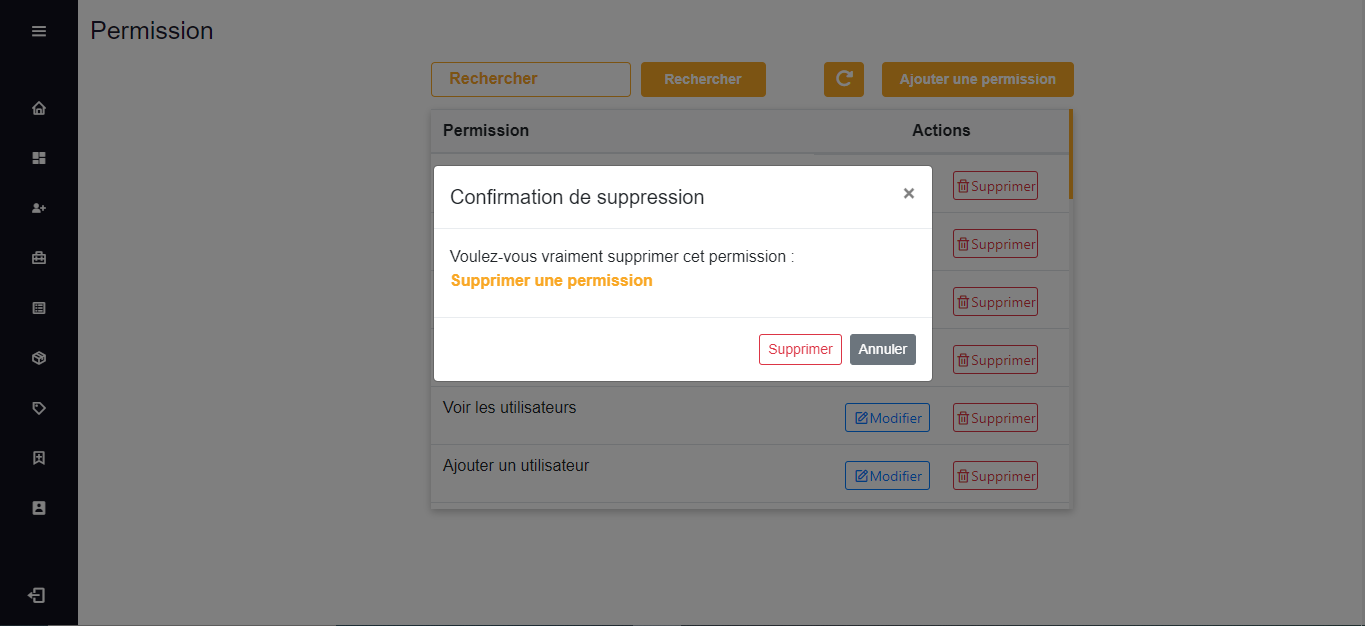 Permission
Rechercher Rechercher Ajouter une permission
Permission Actions
Supprimer
Confirmation de suppression ×
Supprimer
Voulez-vous vraiment supprimer cet permission :
Supprimer une permission
Supprimer
Supprimer Annuler
Supprimer
Voir les utilisateurs Modifier Supprimer
Ajouter un utilisateur Modifier Supprimer